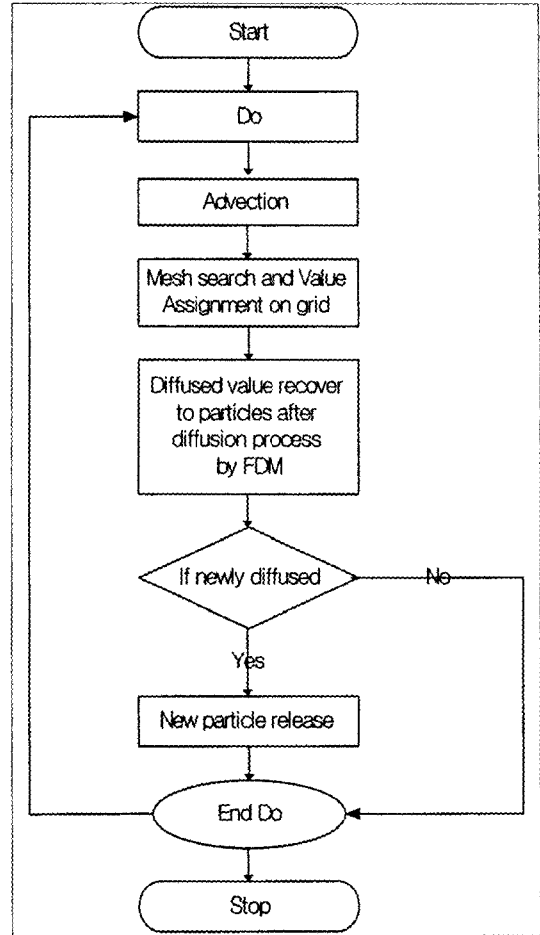 Start
Do
Advection
Mesh search and Value
Assignment on grid
Diffused value recover
to particles after
diffusion process
by FDM
If newly diffused
No
Yes
New particle release
End Do
Stop